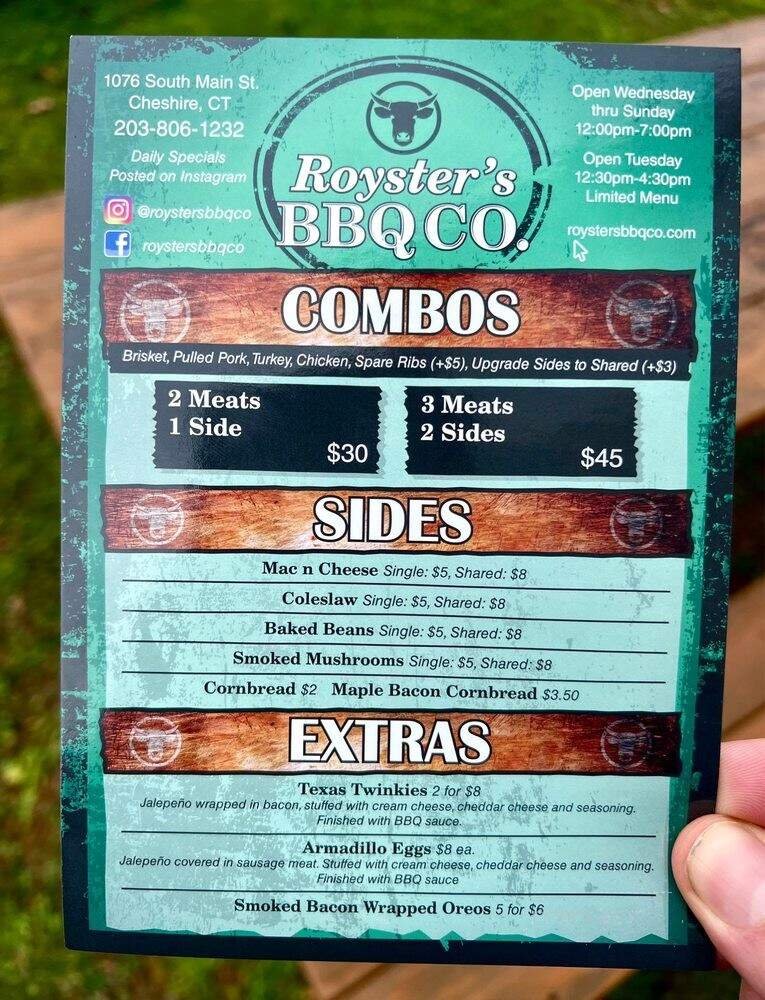 1076 South Main St.
Cheshire, CT
203-806-1232
Daily Specials
Posted on Instagram
@roystersbbqco
roystersbbqco
Royster's
BBQ CO.
Open Wednesday
thru Sunday
12:00pm-7:00pm
Open Tuesday
12:30pm-4:30pm
Limited Menu
roystersbbqco.com
COMBOS
Brisket, Pulled Pork, Turkey, Chicken, Spare Ribs (+$5), Upgrade Sides to Shared (+$3)
2 Meats
1 Side
$30
3 Meats
2 Sides
$45
SIDES
Mac n Cheese Single: $5, Shared: $8
Coleslaw Single: $5, Shared: $8
Baked Beans Single: $5, Shared: $8
Smoked Mushrooms Single: $5, Shared: $8
Cornbread $2 Maple Bacon Cornbread $3.50
EXTRAS
Texas Twinkies 2 for $8
Jalepeño wrapped in bacon, stuffed with cream cheese, cheddar cheese and seasoning.
Finished with BBQ sauce.
Armadillo Eggs $8 ea.
Jalepeño covered in sausage meat. Stuffed with cream cheese, cheddar cheese and seasoning.
Finished with BBQ sauce
Smoked Bacon Wrapped Oreos 5 for $6